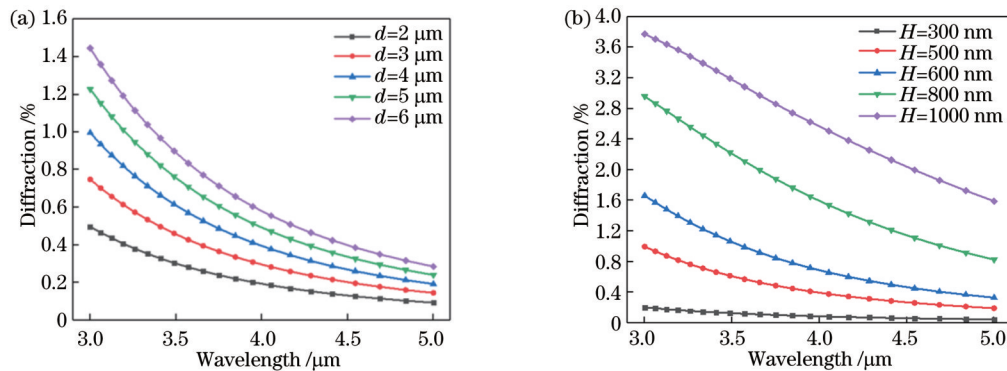 (a)
1.6
1.4
1.2
1.0
0.8
0.6
0.4
0.2
0
Diffraction /%
d=2 μm
d=3 μm
d=4 μm
d=5 μm
d=6 μm
3.0 3.5 4.0 4.5 5.0
Wavelength /μm
(b)
4.0
3.6
3.2
2.8
2.4
2.0
1.6
1.2
0.4
0
Diffraction /%
H=300 nm
H=500 nm
H=600 nm
H=800 nm
H=1000 nm
3.0 3.5 4.0 4.5 5.0
Wavelength /μm